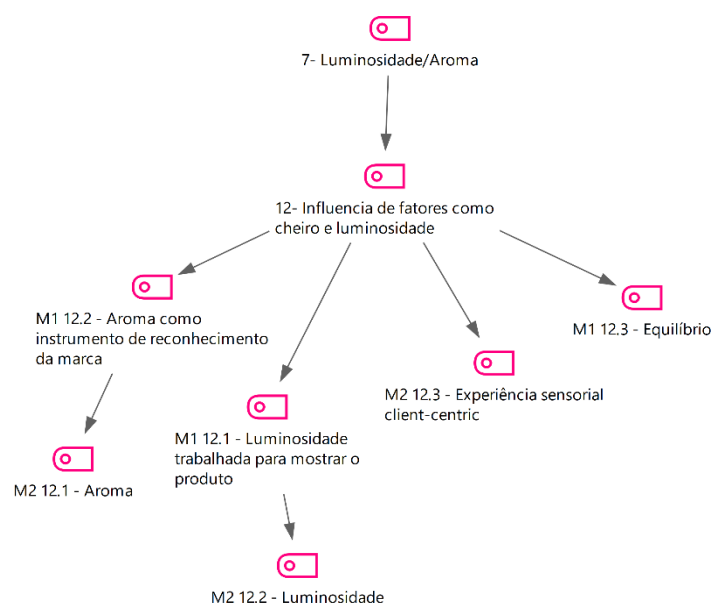 7- Luminosidade/Aroma
12- Influencia de fatores como
cheiro e luminosidade
M1 12.2 - Aroma como
instrumento de reconhecimento
da marca
M1 12.3 - Equilíbrio
M2 12.3 - Experiência sensorial
client-centric
M1 12.1 - Luminosidade
trabalhada para mostrar o
produto
M2 12.1 - Aroma
M2 12.2 - Luminosidade